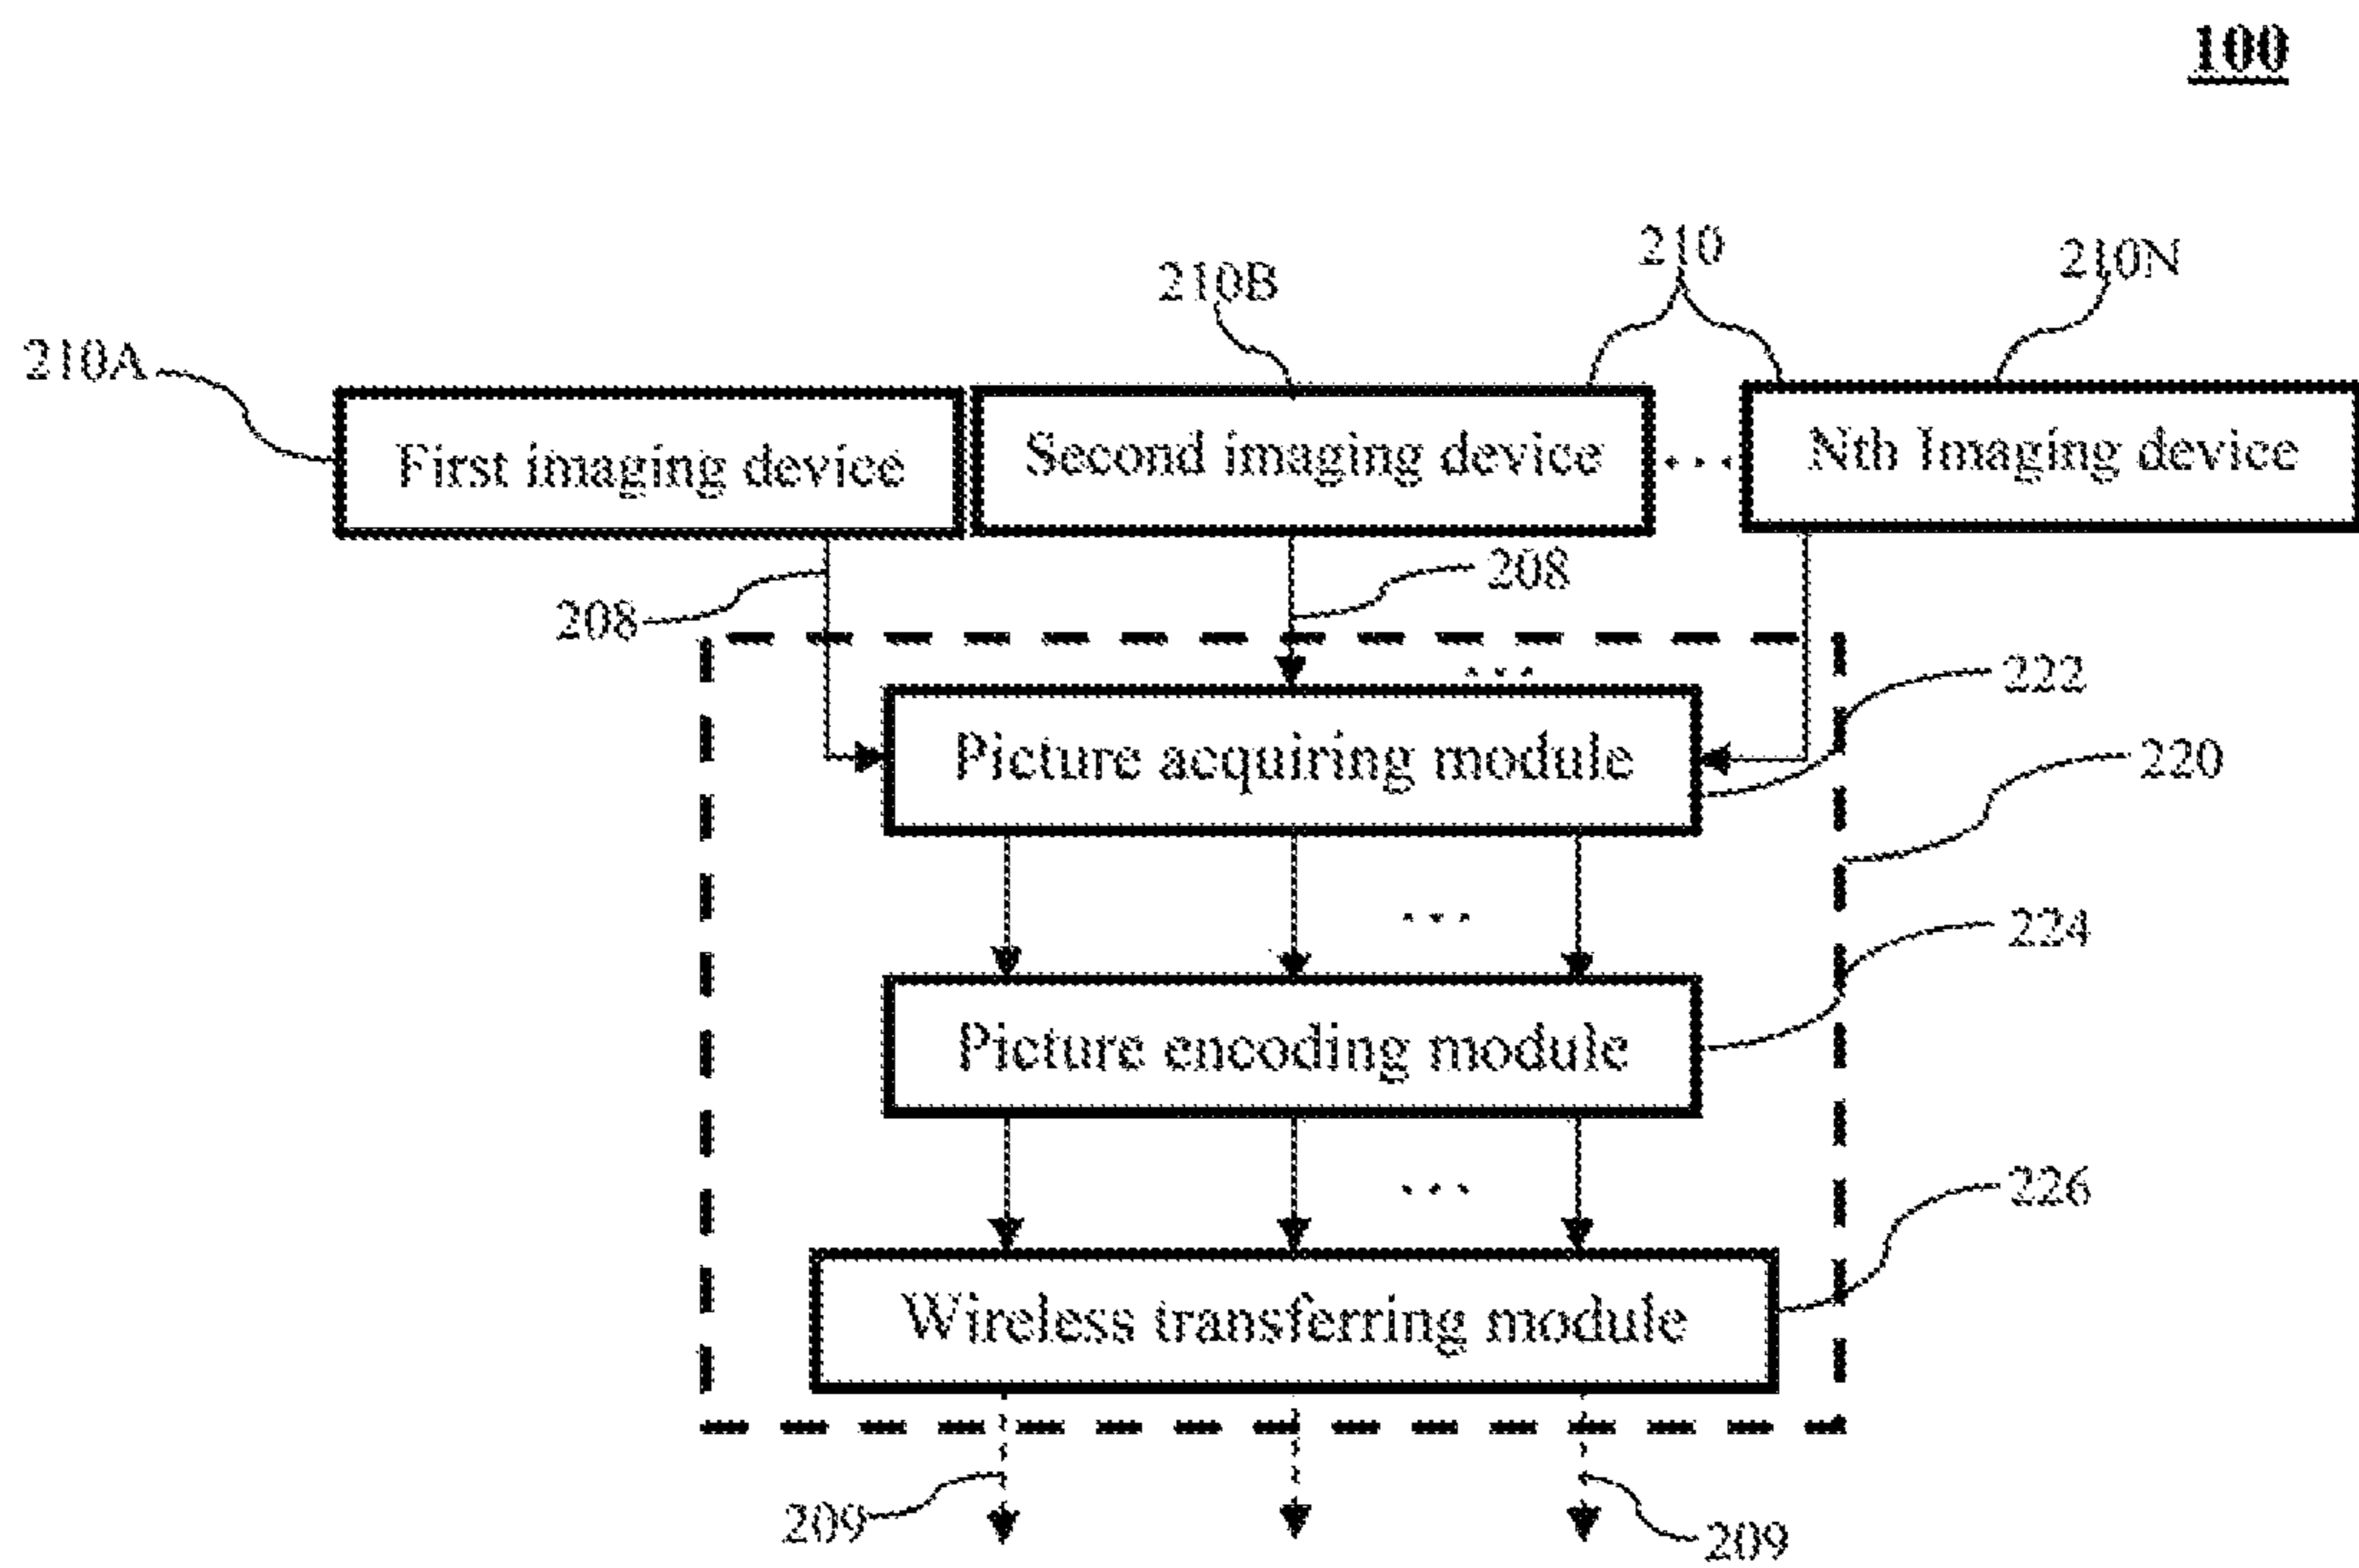 100
210
210B
210N
210A
First imaging device
Second imaging device
...
Nth Imaging device
208
208
...
222
Picture acquiring module
220
...
224
Picture encoding module
...
226
Wireless transferring module
209
209